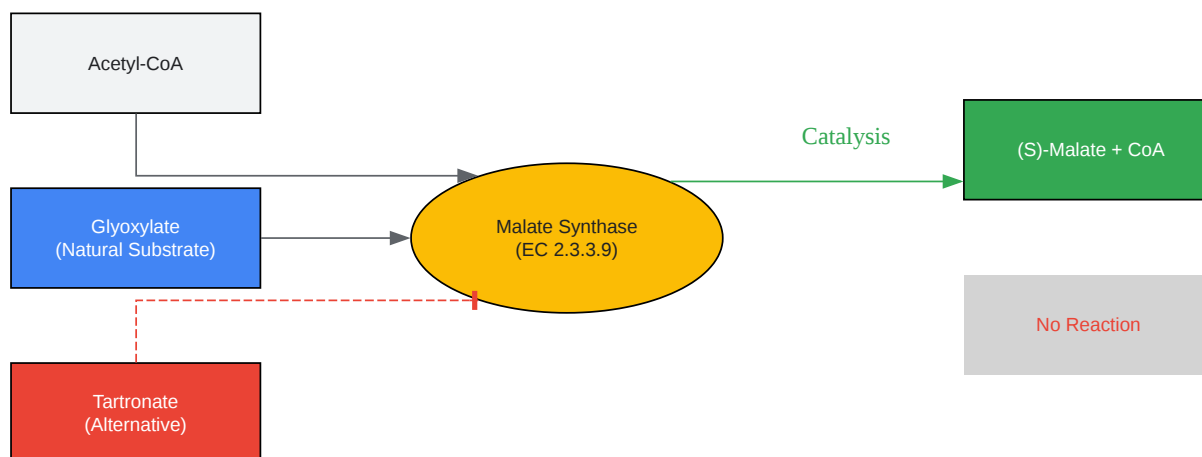 Acetyl-CoA
Glyoxylate
(Natural Substrate)
Tartronate
(Alternative)
Malate Synthase
(EC 2.3.3.9)
Catalysis
(S)-Malate + CoA
No Reaction